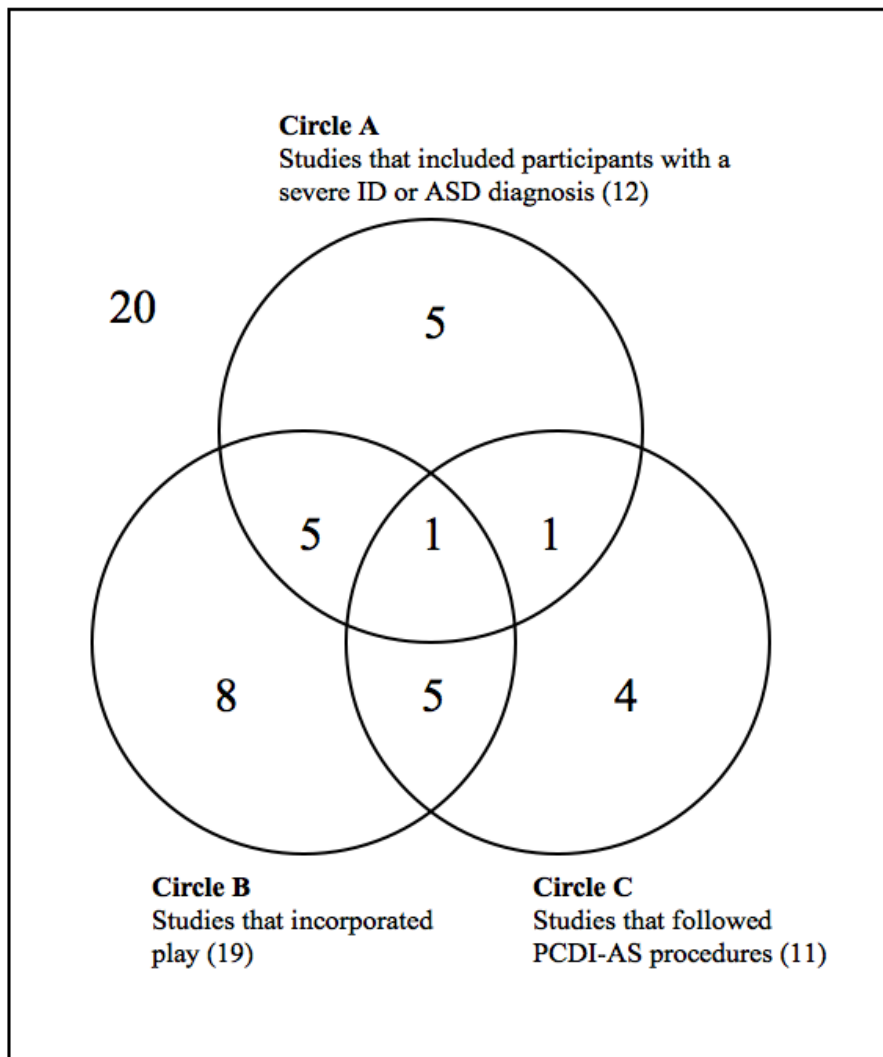 Circle A
Studies that included participants with a
severe ID or ASD diagnosis (12)
20
5
5
1
1
8
5
4
Circle B
Studies that incorporated
play (19)
Circle C
Studies that followed
PCDI-AS procedures (11)